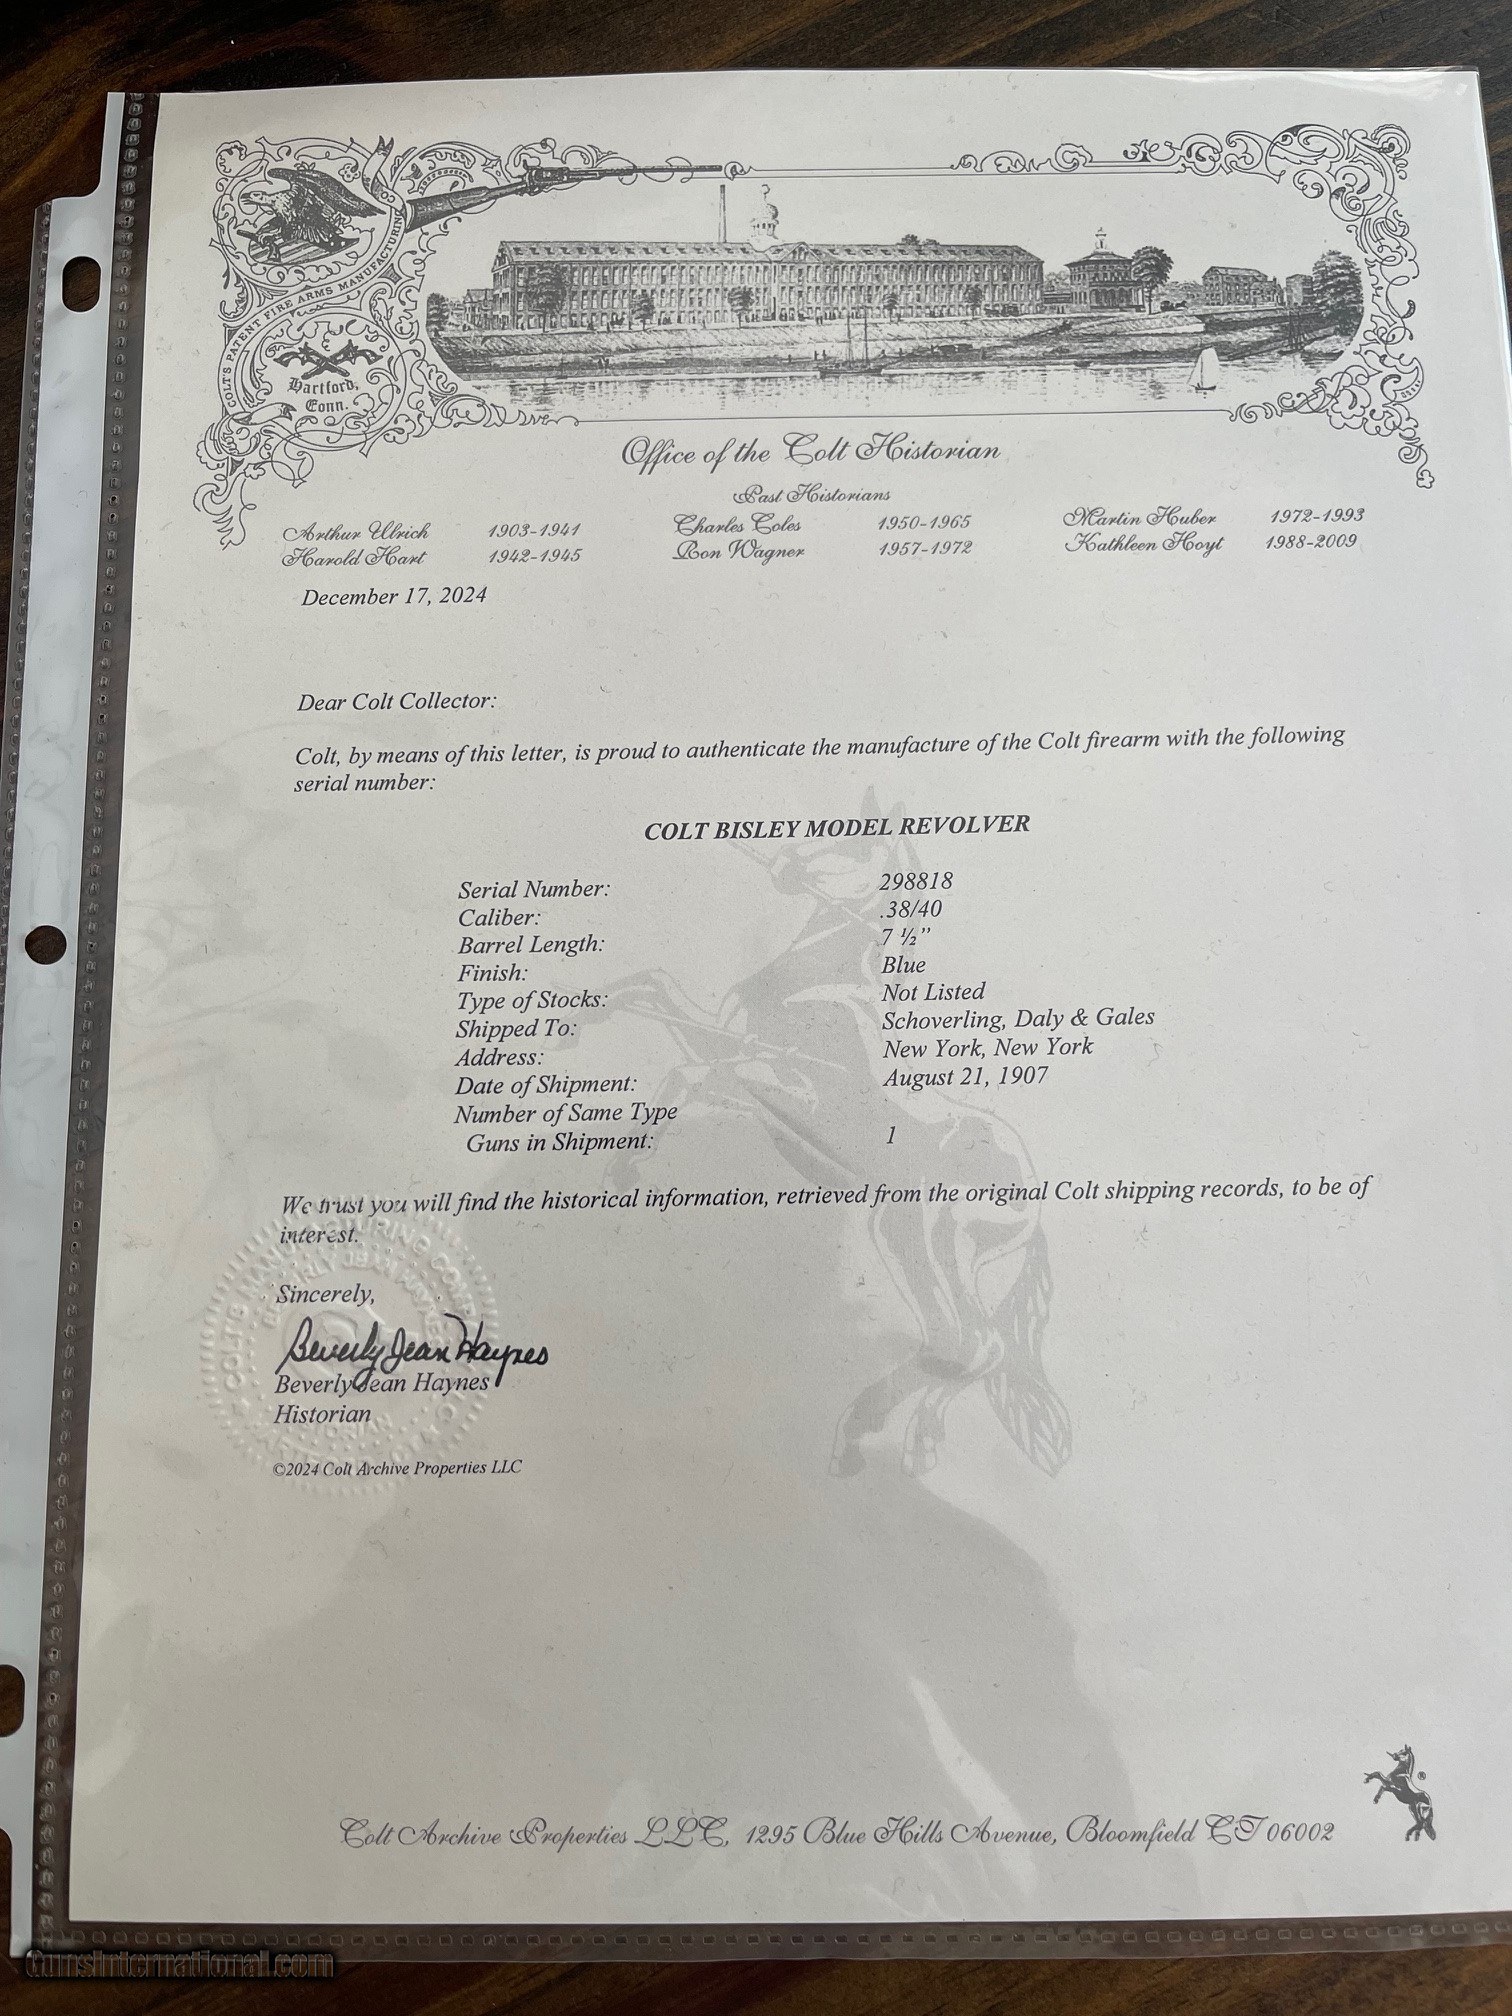 COLT'S PATENT FIRE ARMS MANUFACTURING CO
Hartford,
Conn.
Office of the Colt Historian
Past Historians
Arthur Ulrich 1903-1941 Charles Coles 1950-1965 Martin Huber 1972-1993
Harold Hart 1942-1945 Ron Wagner 1957-1972 Kathleen Hoyt 1988-2009
December 17, 2024
Dear Colt Collector:
Colt, by means of this letter, is proud to authenticate the manufacture of the Colt firearm with the following
serial number:
COLT BISLEY MODEL REVOLVER
Serial Number: 298818
Caliber: .38/40
Barrel Length: 7 ½”
Finish: Blue
Type of Stocks: Not Listed
Shipped To: Schoverling, Daly & Gales
Address: New York, New York
Date of Shipment: August 21, 1907
Number of Same Type
Guns in Shipment: 1
We trust you will find the historical information, retrieved from the original Colt shipping records, to be of
interest.
Sincerely,
Beverly Jean Haynes
Beverly Jean Haynes
Historian
©2024 Colt Archive Properties LLC
Colt Archive Properties LLC, 1295 Blue Hills Avenue, Bloomfield CT 06002
®
GunsInternational.com